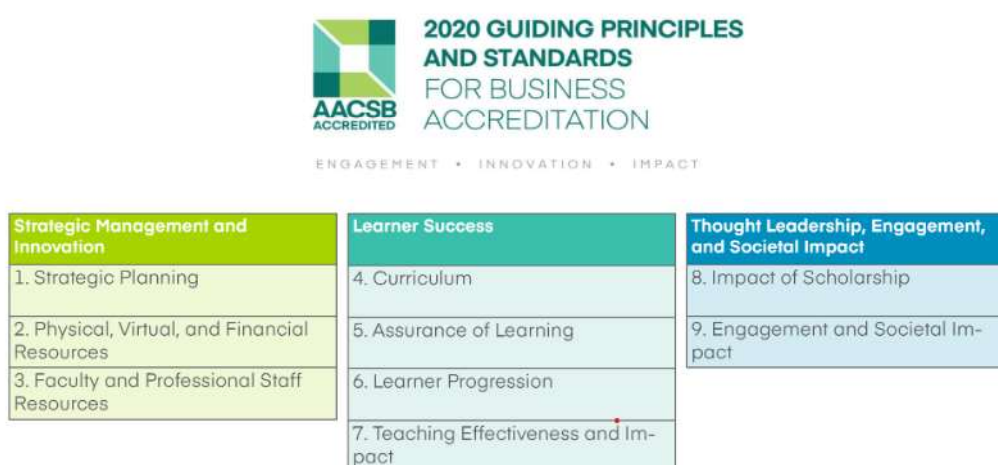 2020 GUIDING PRINCIPLES
AND STANDARDS
FOR BUSINESS
ACCREDITATION
AACSB
ACCREDITED
ENGAGEMENT • INNOVATION • IMPACT
Strategic Management and
Innovation
1. Strategic Planning
2. Physical, Virtual, and Financial
Resources
3. Faculty and Professional Staff
Resources
Learner Success
4. Curriculum
5. Assurance of Learning
6. Learner Progression
7. Teaching Effectiveness and Im-
pact
Thought Leadership, Engagement,
and Societal Impact
8. Impact of Scholarship
9. Engagement and Societal Im-
pact